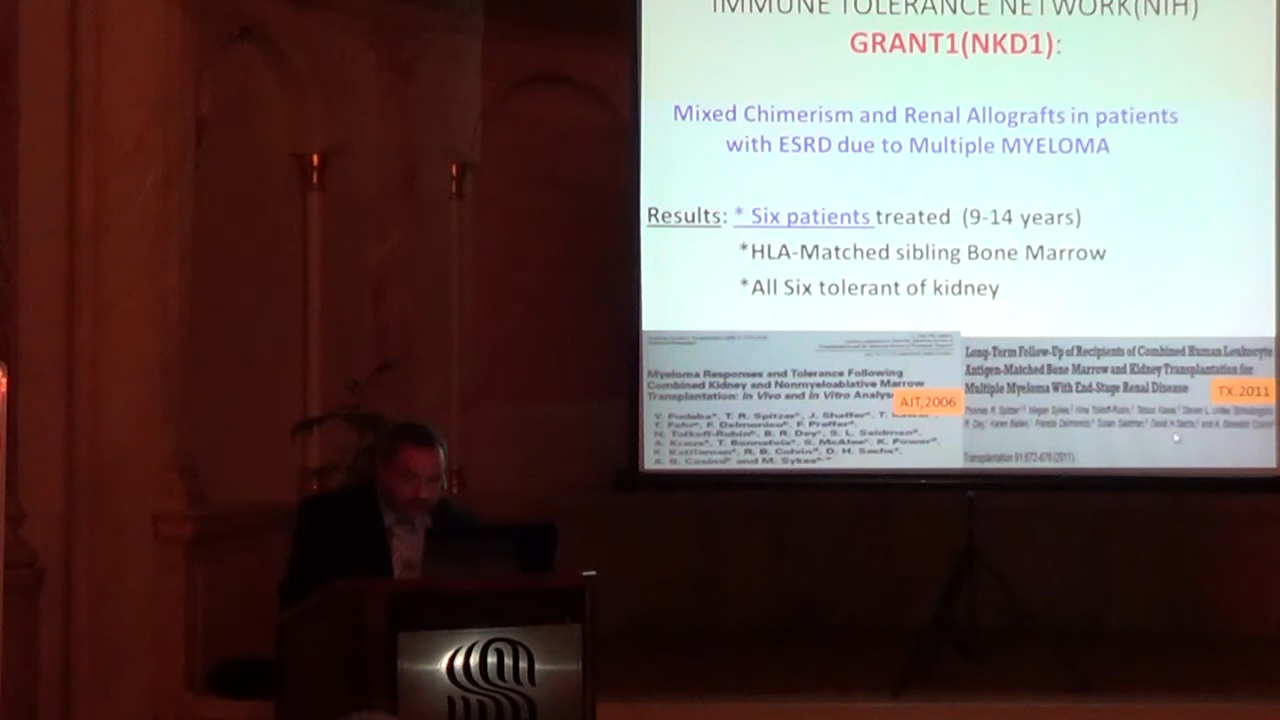 IMMUNE TOLERANCE NETWORK(NIH)
GRANT1(NKD1):
Mixed Chimerism and Renal Allografts in patients
with ESRD due to Multiple MYELOMA
Results: * Six patients treated (9-14 years)
*HLA-Matched sibling Bone Marrow
*All Six tolerant of kidney
Myeloma Responses and Tolerance Following
Combined Kidney and Nonmyeloablative Marrow
Transplantation: In Vivo and In Vitro
AJT,2006
T. R. Spitzer, J. Shaffer, T.
and M. Sykes
Long-Term Follow-Up of Recipients of Combined Human Leukocyte
Antigen-Matched Bone Marrow and Kidney Transplantation for
Multiple Myeloma With End-Stage Renal Disease
TX.2011
Transplantation 91:672-676 (2011)